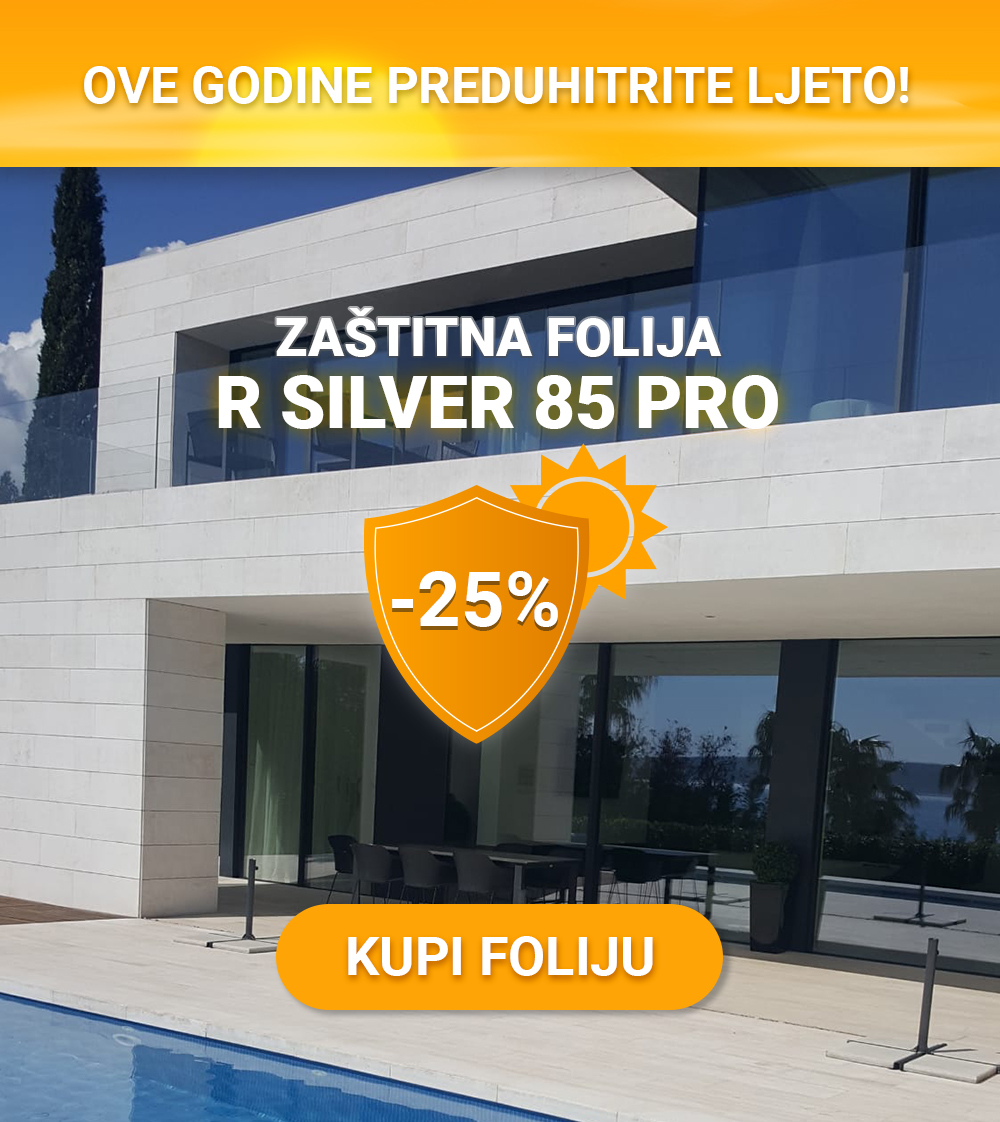 OVE GODINE PREDUHITRITE LJETO!
ZAŠTITNA FOLIJA
R SILVER 85 PRO
-25%
KUPI FOLIJU